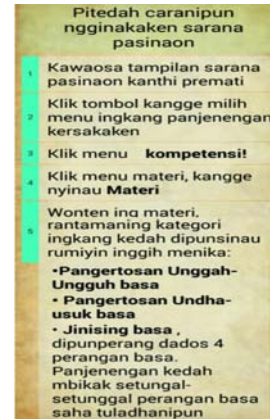 Pitedah caranipun
ngginakaken sarana
pasinaon
1 Kawaosa tampilan sarana
pasinaon kanthi premati
2 Klik tombol kangge milih
menu ingkang panjenengan
kersakaken
3 Klik menu kompetensi!
4 Klik menu materi, kangge
nyinau Materi
5 Wonten ing materi,
rantamaning kategori
ingkang kedah dipunsinau
rumiyin inggih menika:
•Pangertosan Unggah-
Ungguh basa
• Pangertosan Undha-
usuk basa
• Jinising basa ,
dipunperang dados 4
perangan basa.
Panjenengan kedah
mbikak setungal-
setunggal perangan basa
saha tuladhanipun